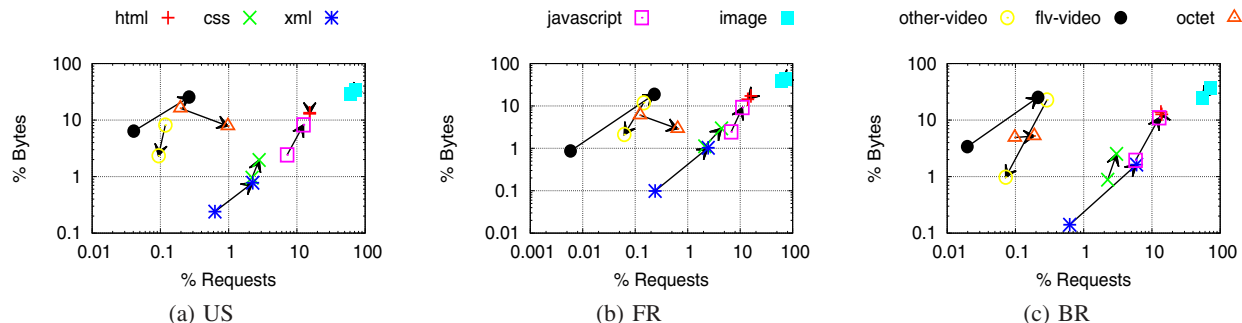 html css xml
% Bytes
100
10
1
0.1
0.01 0.1 1 10 100
% Requests
(a) US
javascript image
% Bytes
100
10
1
0.1
0.01
0.001 0.01 0.1 1 10 100
% Requests
(b) FR
other-video flv-video octet
% Bytes
100
10
1
0.1
0.01 0.1 1 10 100
% Requests
(c) BR